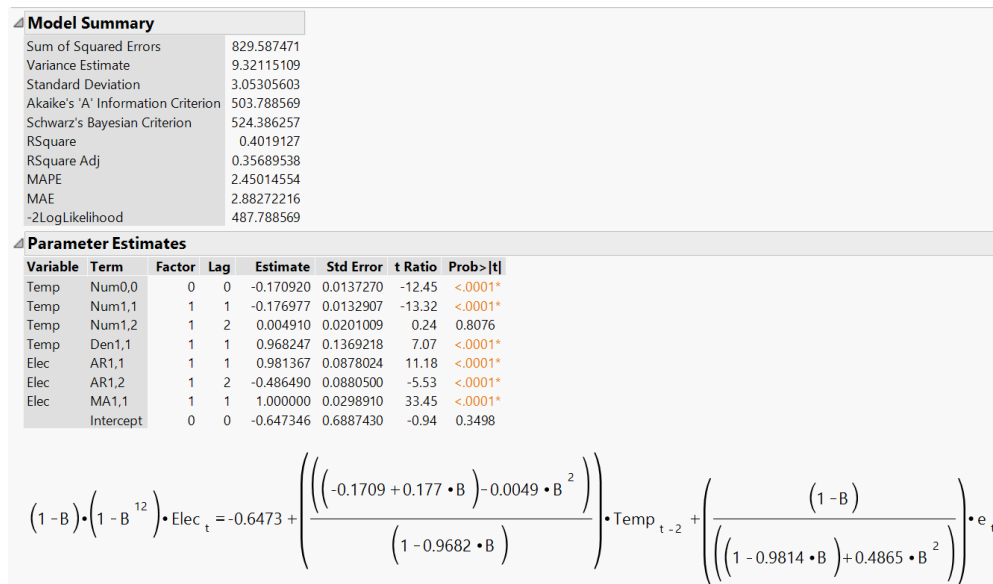 Model Summary
Sum of Squared Errors 829.587471
Variance Estimate 9.32115109
Standard Deviation 3.05305603
Akaike's 'A' Information Criterion 503.788569
Schwarz's Bayesian Criterion 524.386257
RSquare 0.4019127
RSquare Adj 0.35689538
MAPE 2.45014554
MAE 2.88272216
-2LogLikelihood 487.788569
Parameter Estimates
Variable Term Factor Lag Estimate Std Error t Ratio Prob>|t|
Temp Num0,0 0 0 -0.170920 0.0137270 -12.45 <.0001*
Temp Num1,1 1 1 -0.176977 0.0132907 -13.32 <.0001*
Temp Num1,2 1 2 0.004910 0.0201009 0.24 0.8076
Temp Den1,1 1 1 0.968247 0.1369218 7.07 <.0001*
Elec AR1,1 1 1 0.981367 0.0878024 11.18 <.0001*
Elec AR1,2 1 2 -0.486490 0.0880500 -5.53 <.0001*
Elec MA1,1 1 1 1.000000 0.0298910 33.45 <.0001*
Intercept 0 0 -0.647346 0.6887430 -0.94 0.3498
(1 - B)•(1 - B^12)•Elec_t = -0.6473 + (((-0.1709 + 0.177 •B) - 0.0049 •B^2) / (1 - 0.9682 •B))•Temp_t-2 + ((1 - B) / ((1 - 0.9814 •B) + 0.4865 •B^2))•e_t